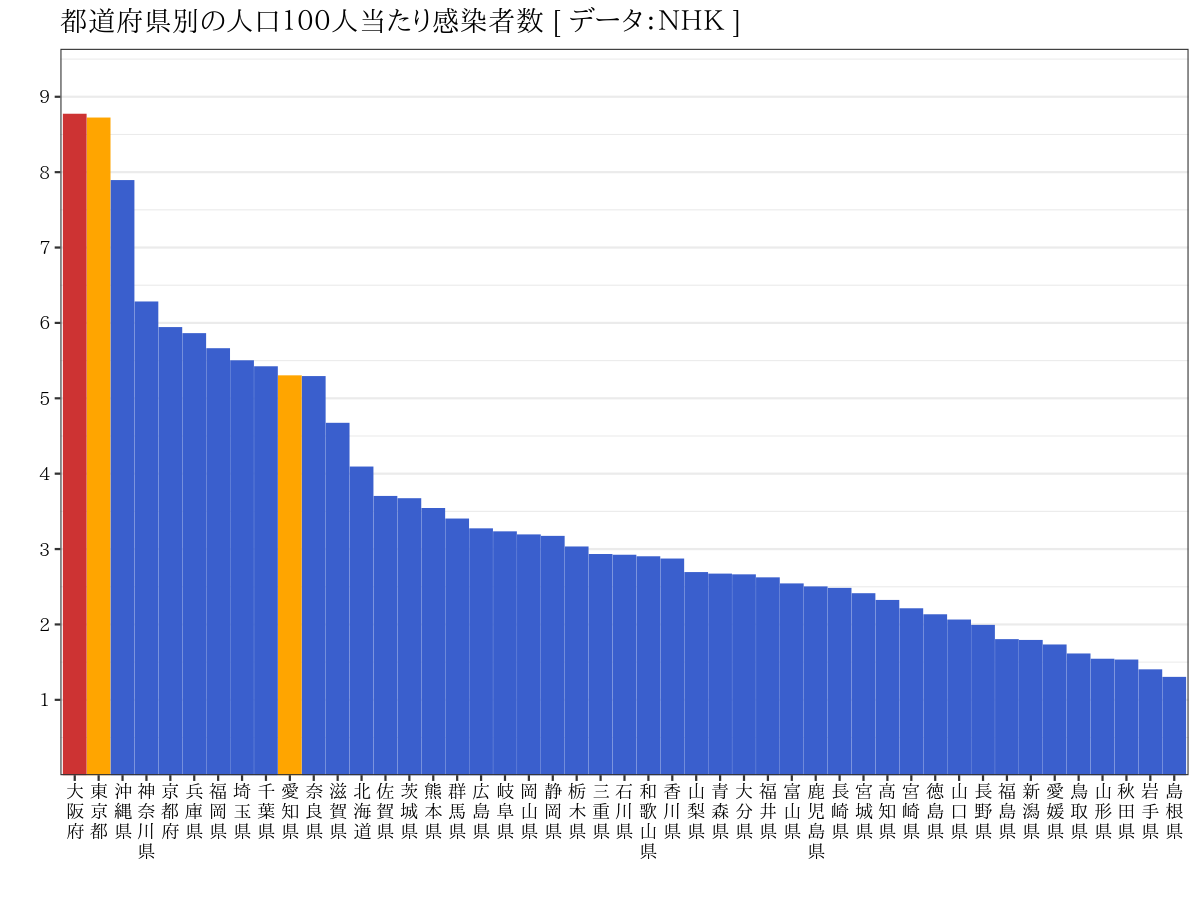 都道府県別の人口100人当たり感染者数 [ データ:NHK ]
9
8
7
6
5
4
3
2
1
大阪府
東京都
沖縄県
神奈川県
京都府
兵庫県
福岡県
埼玉県
千葉県
愛知県
奈良県
滋賀県
北海道
佐賀県
茨城県
熊本県
群馬県
広島県
岐阜県
岡山県
静岡県
栃木県
三重県
石川県
和歌山県
香川県
山梨県
青森県
大分県
福井県
富山県
鹿児島県
長崎県
宮城県
高知県
宮崎県
徳島県
山口県
長野県
福島県
新潟県
愛媛県
鳥取県
山形県
秋田県
岩手県
島根県